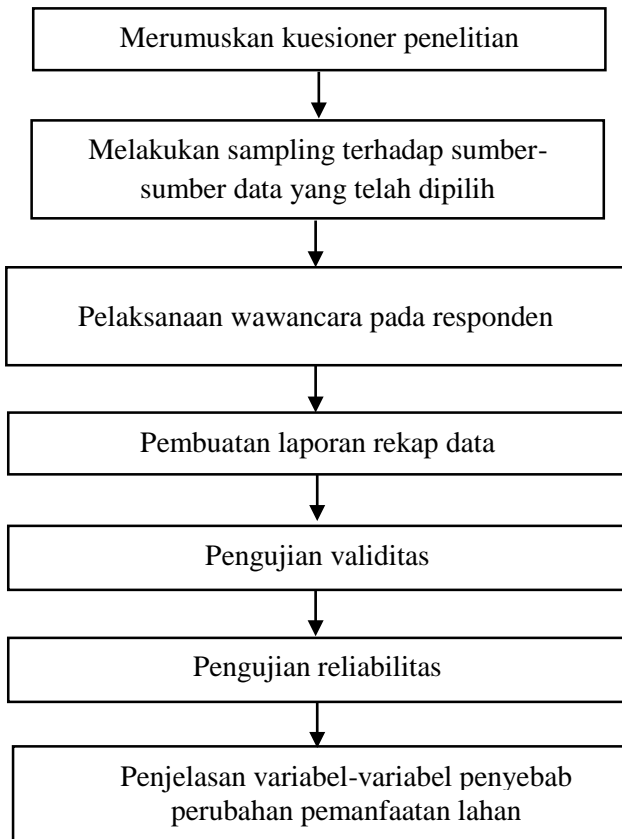 Merumuskan kuesioner penelitian
Melakukan sampling terhadap sumber-
sumber data yang telah dipilih
Pelaksanaan wawancara pada responden
Pembuatan laporan rekap data
Pengujian validitas
Pengujian reliabilitas
Penjelasan variabel-variabel penyebab
perubahan pemanfaatan lahan